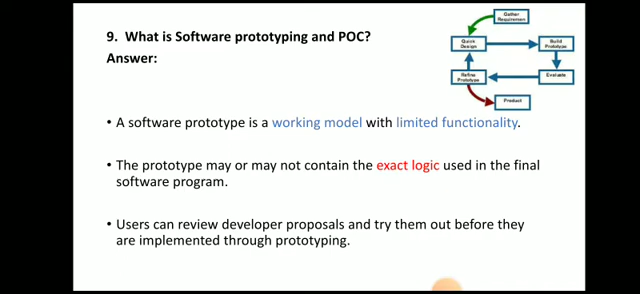 9. What is Software prototyping and POC?
Answer:
Gather
Requirement
Quick
Design
Build
Prototype
Refine
Prototype
Evaluate
Product
• A software prototype is a working model with limited functionality.
• The prototype may or may not contain the exact logic used in the final
software program.
• Users can review developer proposals and try them out before they
are implemented through prototyping.